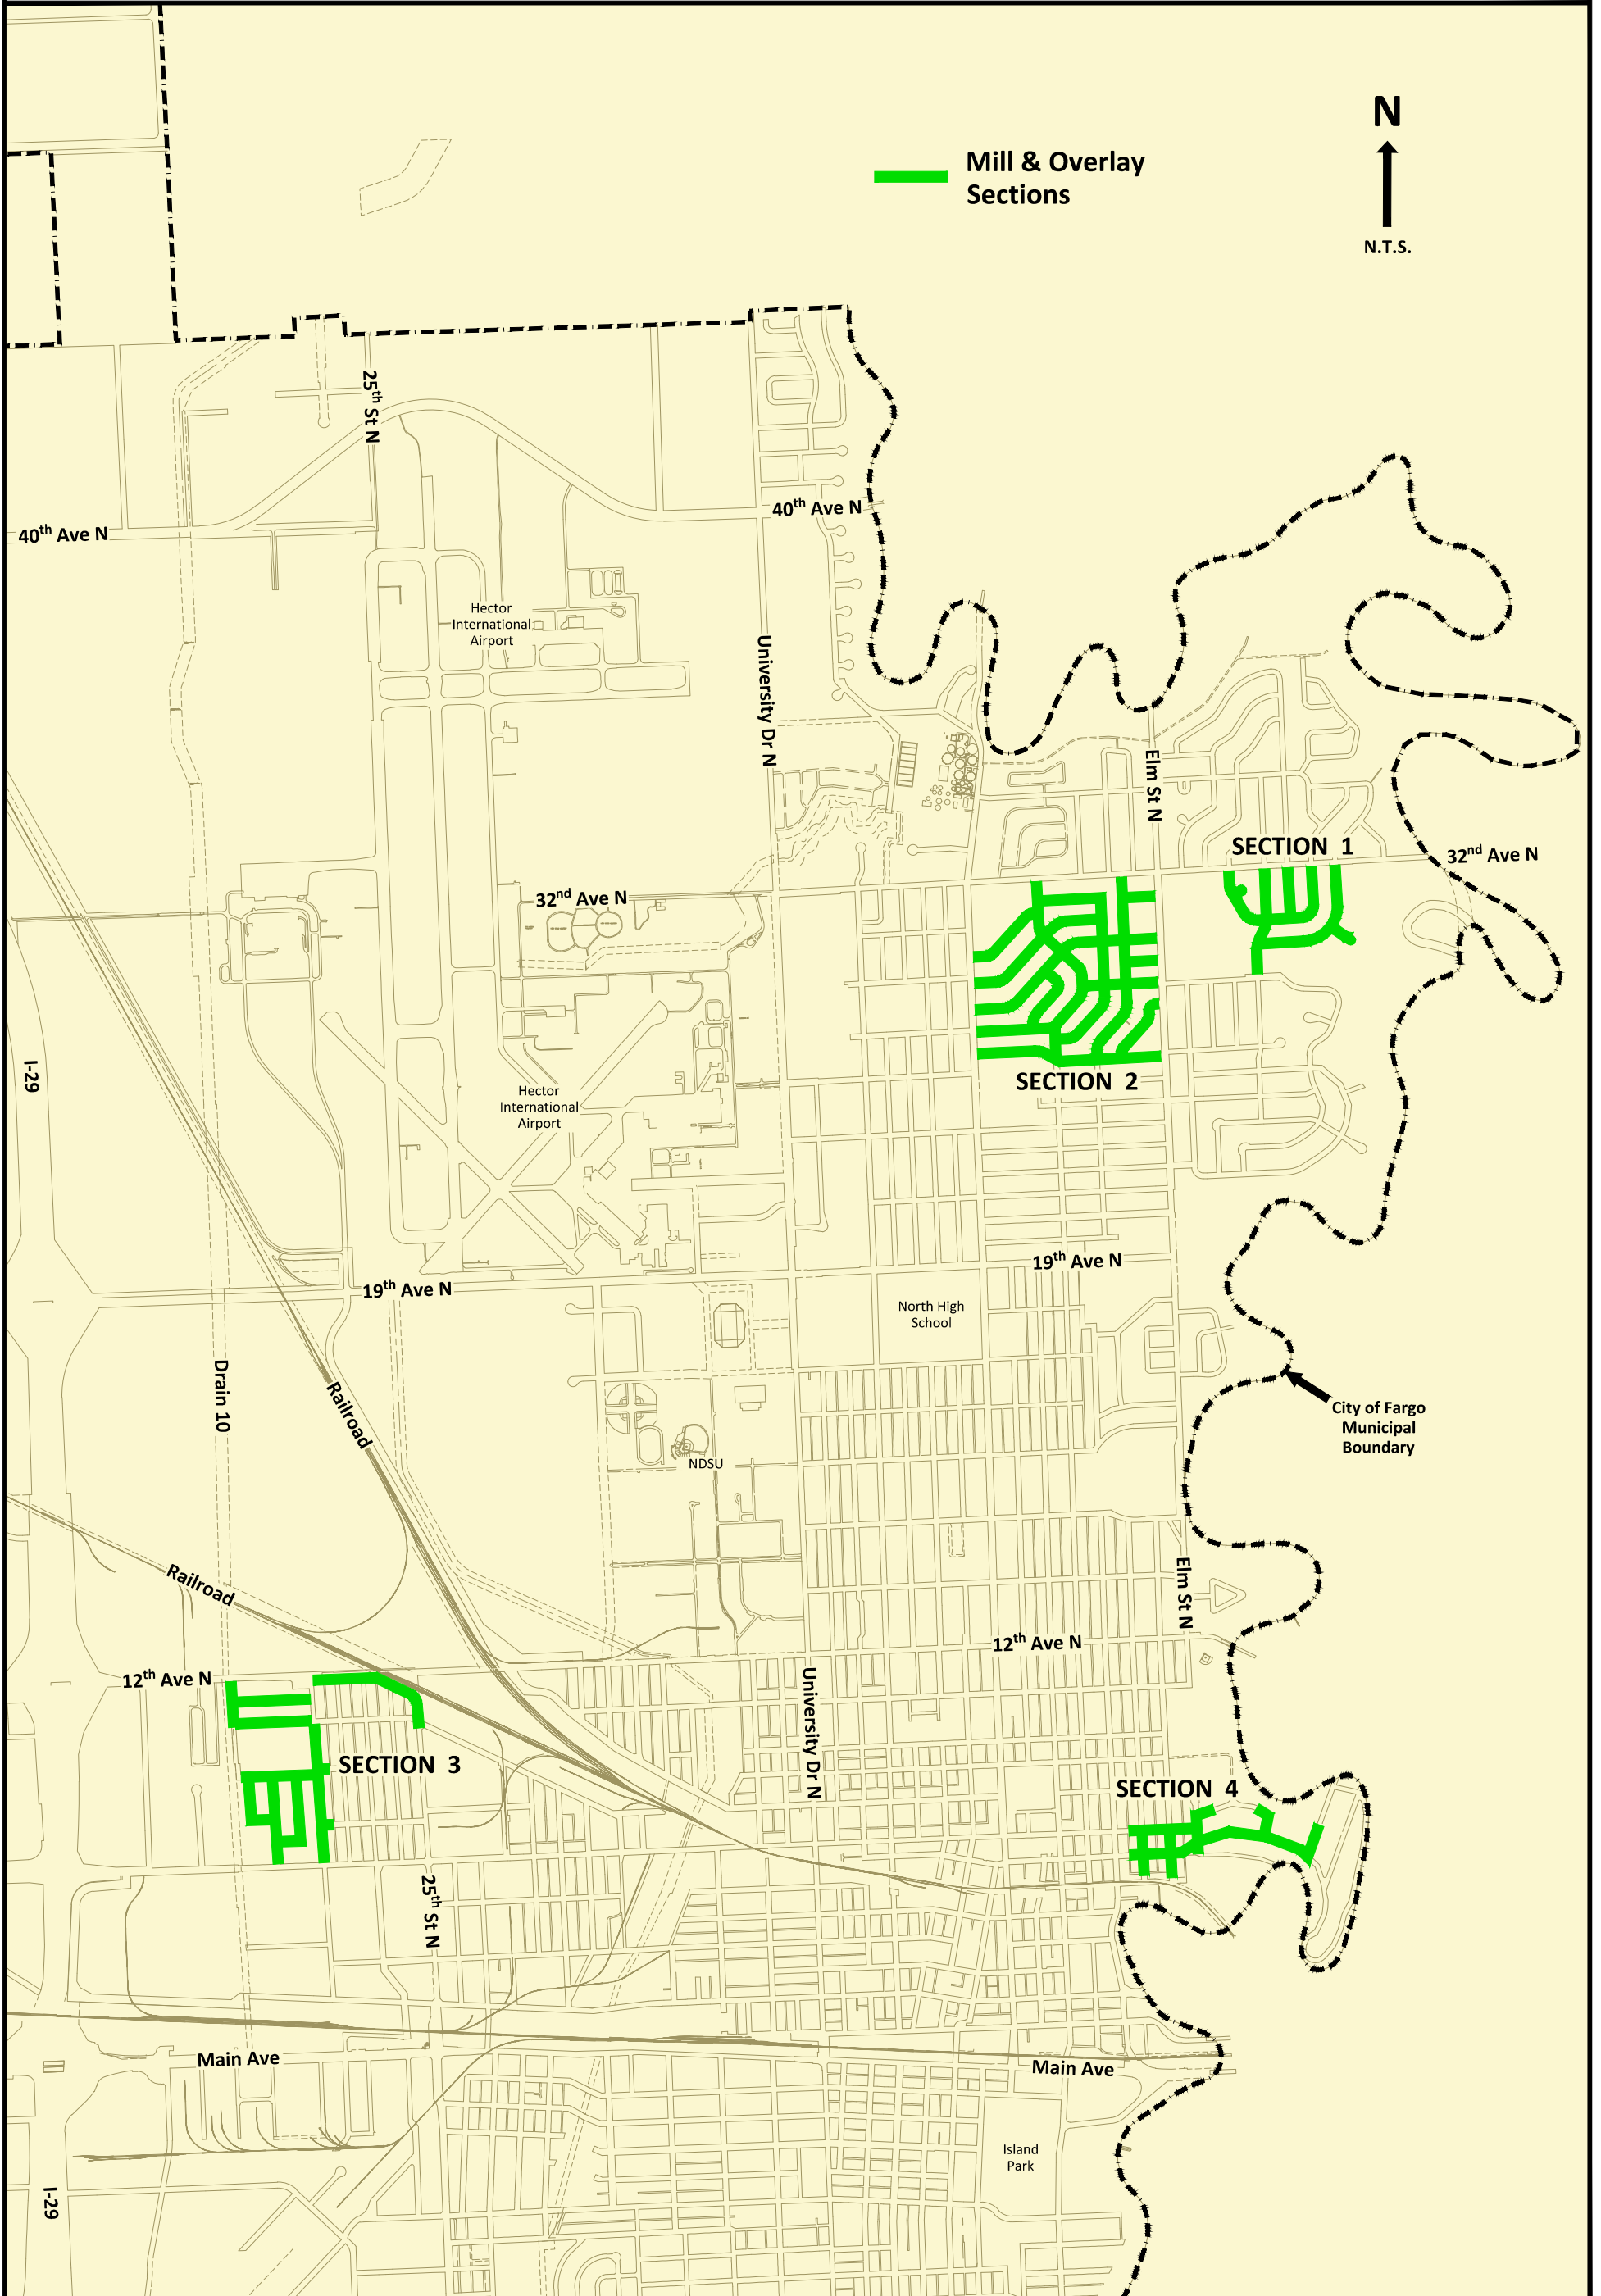 N
Mill & Overlay
Sections
N.T.S.
25th St N
40th Ave N
40th Ave N
Hector
International
Airport
University Dr N
Elm St N
SECTION 1
32nd Ave N
32nd Ave N
SECTION 2
I-29
Hector
International
Airport
19th Ave N
19th Ave N
North High
School
Drain 10
Railroad
City of Fargo
Municipal
Boundary
NDSU
Railroad
Elm St N
12th Ave N
12th Ave N
University Dr N
SECTION 3
SECTION 4
25th St N
Main Ave
Main Ave
Island
Park
I-29